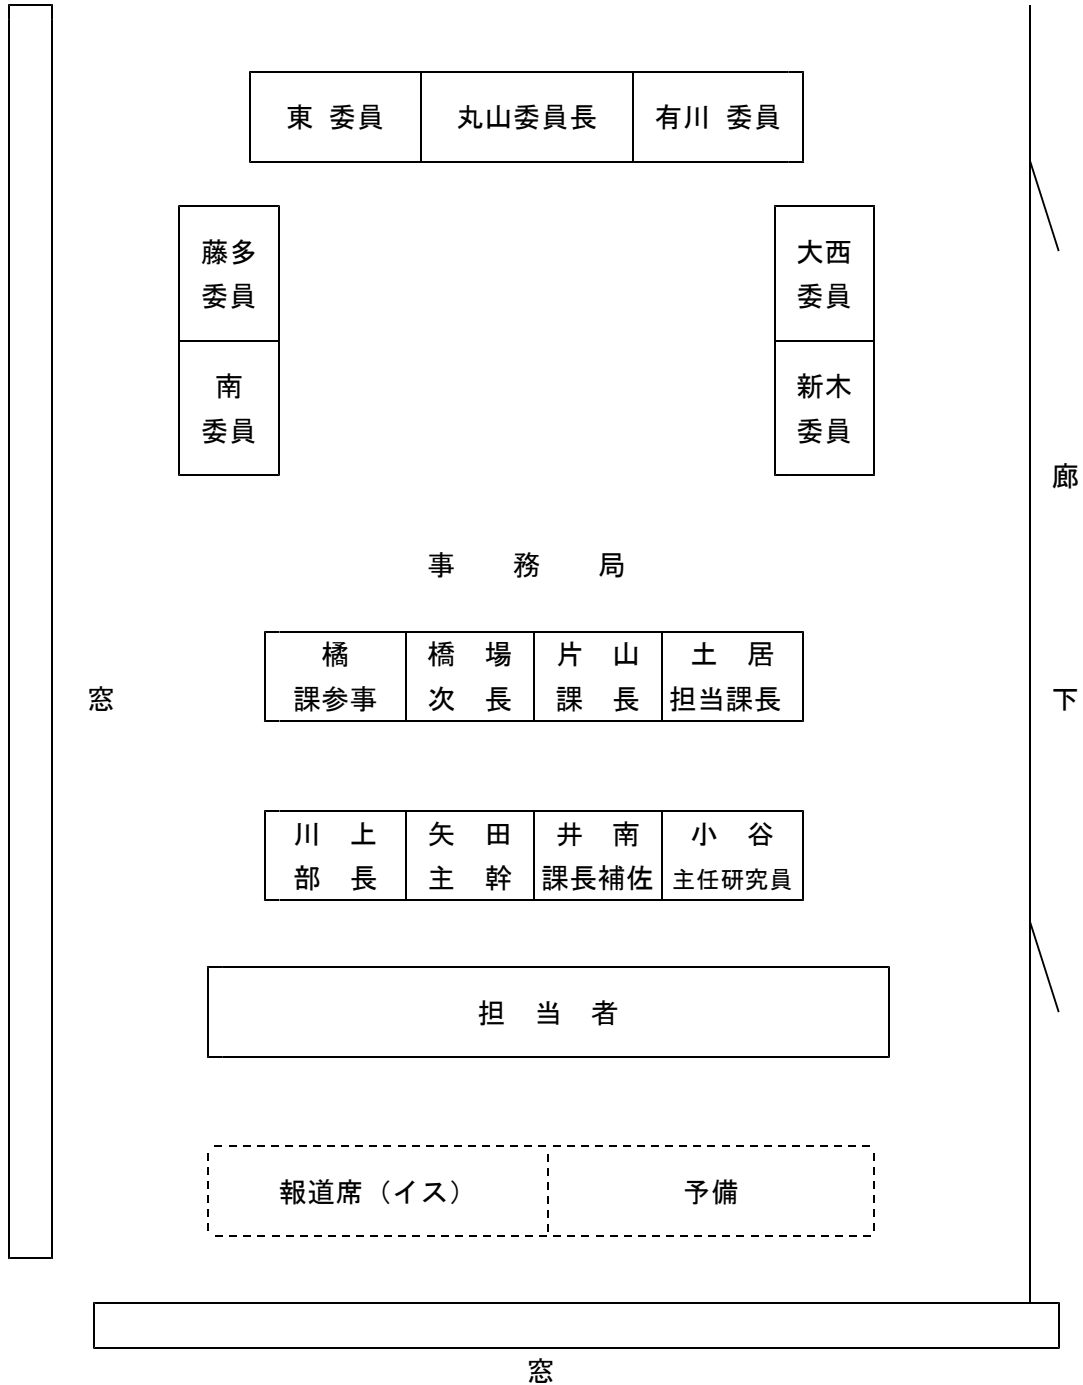 東 委員 丸山委員長 有川 委員
藤多
委員
大西
委員
南
委員
新木
委員
廊
下
事 務 局
窓
橘
課参事
橋 場
次 長
片 山
課 長
土 居
担当課長
川 上
部 長
矢 田
主 幹
井 南
課長補佐
小 谷
主任研究員
担 当 者
報道席（イス） 予備
窓